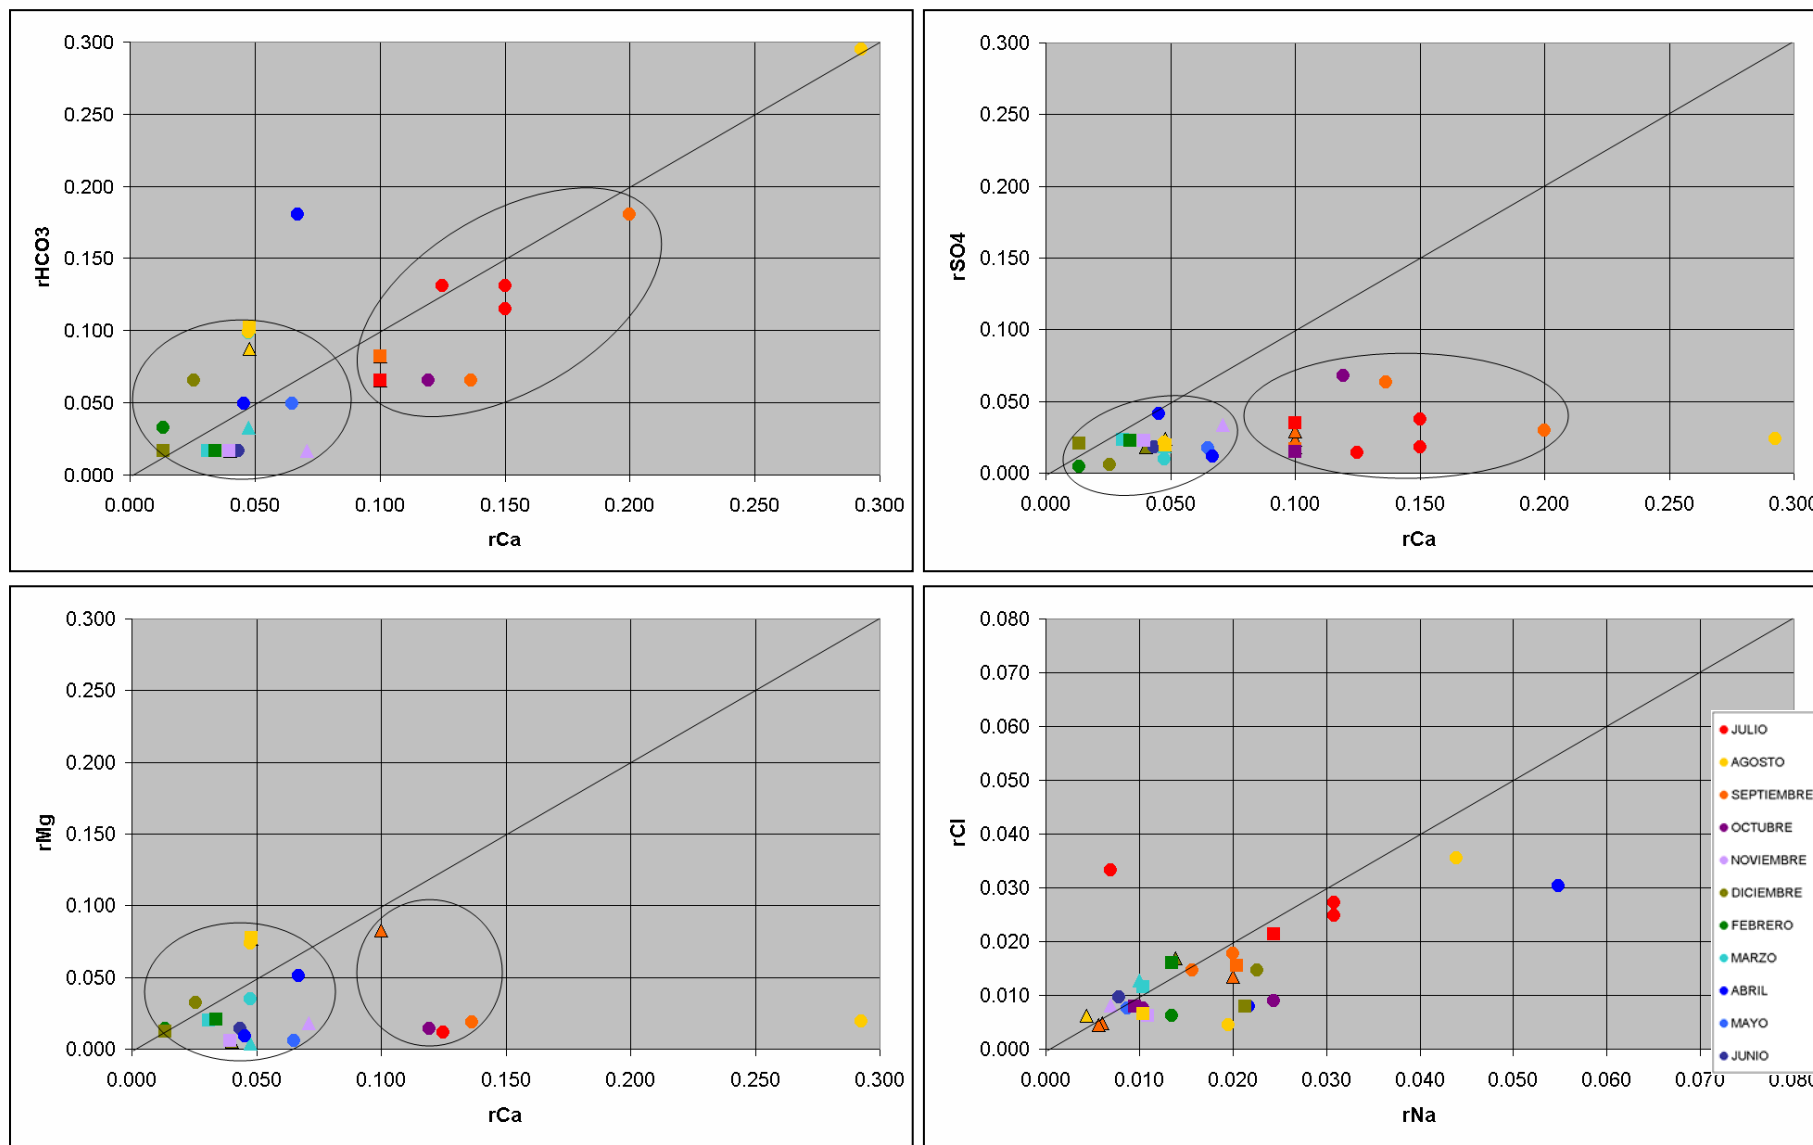 0.300
0.250
0.200
0.150
0.100
0.050
0.000
rHCO3
0.000 0.050 0.100 0.150 0.200 0.250 0.300
rCa
0.300
0.250
0.200
0.150
0.100
0.050
0.000
rSO4
0.000 0.050 0.100 0.150 0.200 0.250 0.300
rCa
0.300
0.250
0.200
0.150
0.100
0.050
0.000
rMg
0.000 0.050 0.100 0.150 0.200 0.250 0.300
rCa
0.080
0.070
0.060
0.050
0.040
0.030
0.020
0.010
0.000
rCl
0.000 0.010 0.020 0.030 0.040 0.050 0.060 0.070 0.080
rNa
JULIO
AGOSTO
SEPTIEMBRE
OCTUBRE
NOVIEMBRE
DICIEMBRE
FEBRERO
MARZO
ABRIL
MAYO
JUNIO